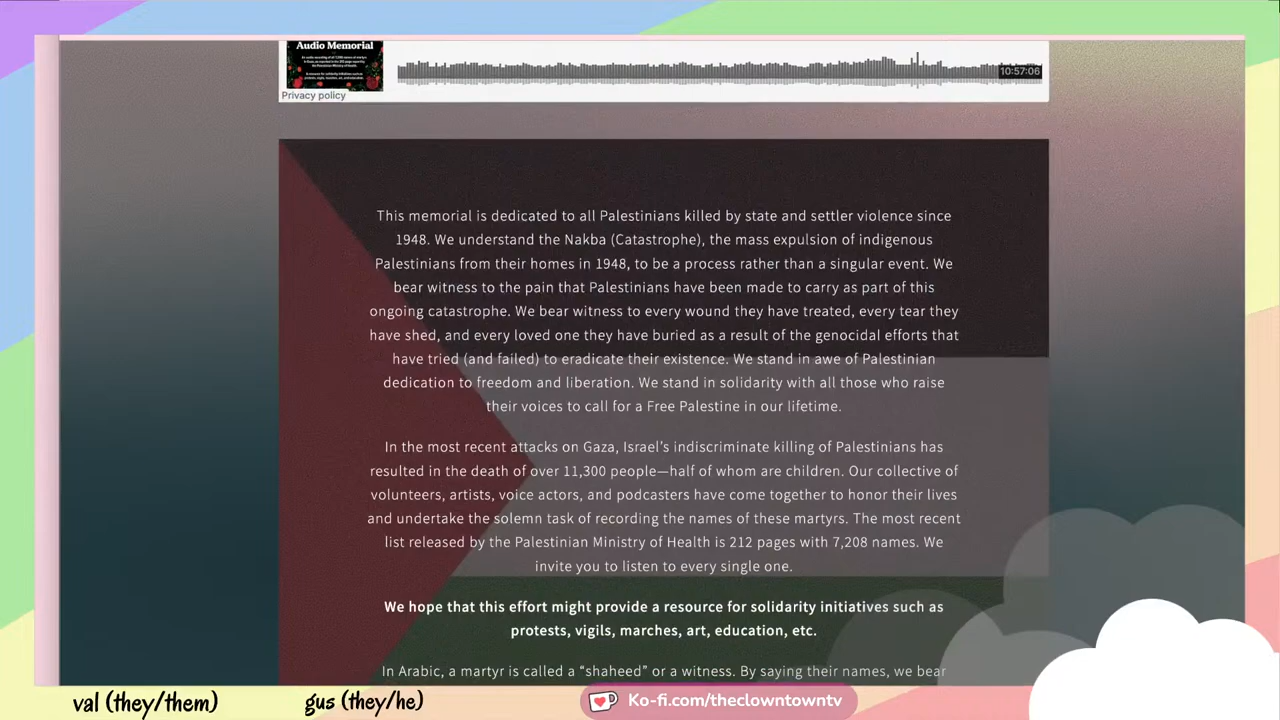 Audio Memorial
10:57:06
Privacy policy
This memorial is dedicated to all Palestinians killed by state and settler violence since
1948. We understand the Nakba (Catastrophe), the mass expulsion of indigenous
Palestinians from their homes in 1948, to be a process rather than a singular event. We
bear witness to the pain that Palestinians have been made to carry as part of this
ongoing catastrophe. We bear witness to every wound they have treated, every tear they
have shed, and every loved one they have buried as a result of the genocidal efforts that
have tried (and failed) to eradicate their existence. We stand in awe of Palestinian
dedication to freedom and liberation. We stand in solidarity with all those who raise
their voices to call for a Free Palestine in our lifetime.
In the most recent attacks on Gaza, Israel's indiscriminate killing of Palestinians has
resulted in the death of over 11,300 people—half of whom are children. Our collective of
volunteers, artists, voice actors, and podcasters have come together to honor their lives
and undertake the solemn task of recording the names of these martyrs. The most recent
list released by the Palestinian Ministry of Health is 212 pages with 7,208 names. We
invite you to listen to every single one.
We hope that this effort might provide a resource for solidarity initiatives such as
protests, vigils, marches, art, education, etc.
In Arabic, a martyr is called a “shaheed” or a witness. By saying their names, we bear
val (they/them)
gus (they/he)
Ko-fi.com/theclowntowntv